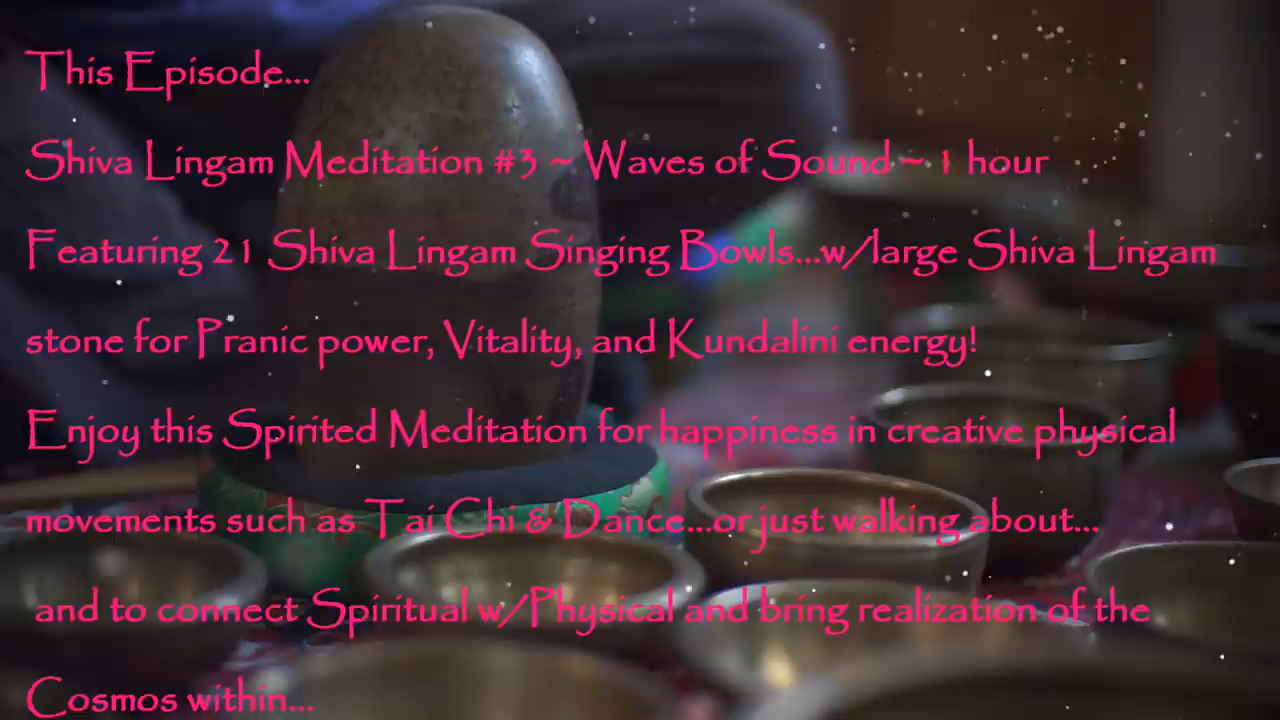 This Episode...
Shiva Lingam Meditation #3 ~ Waves of Sound ~ 1 hour
Featuring 21 Shiva Lingam Singing Bowls...w/large Shiva Lingam
stone for Pranic power, Vitality, and Kundalini energy!
Enjoy this Spirited Meditation for happiness in creative physical
movements such as Tai Chi & Dance...or just walking about...
and to connect Spiritual w/Physical and bring realization of the
Cosmos within...